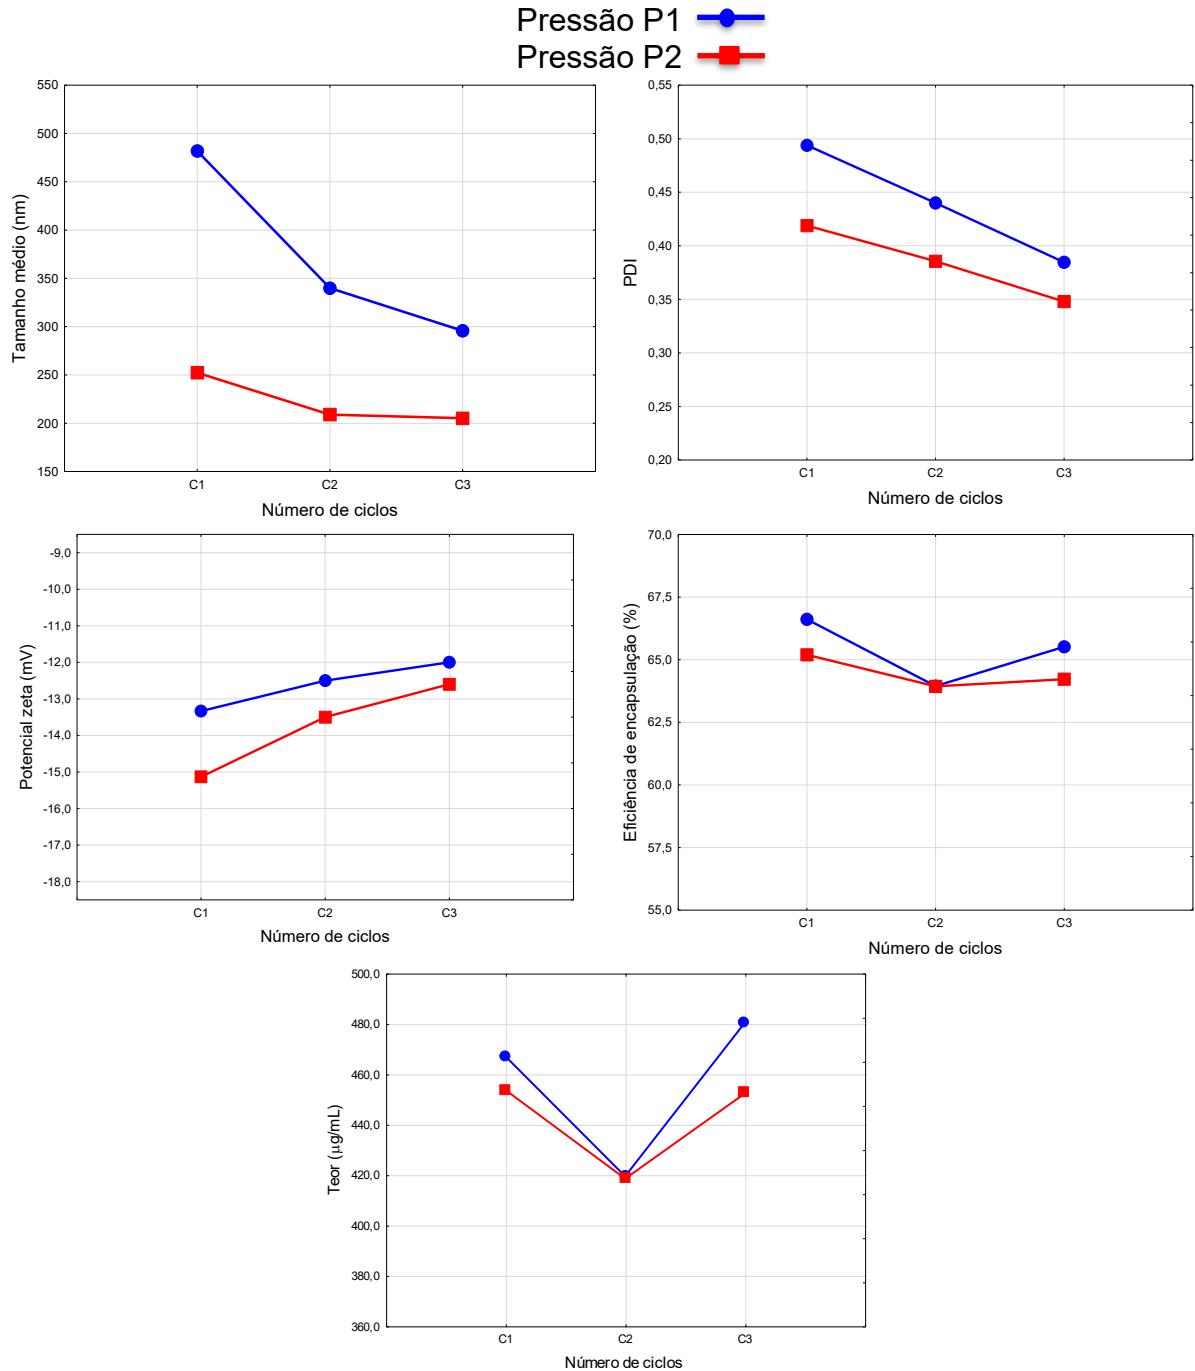 Pressão P1
Pressão P2
550
500
450
400
350
300
250
200
150
Tamanho médio (nm)
C1 C2 C3
Número de ciclos
0,55
0,50
0,45
0,40
0,35
0,30
0,25
0,20
PDI
C1 C2 C3
Número de ciclos
-9,0
-10,0
-11,0
-12,0
-13,0
-14,0
-15,0
-16,0
-17,0
-18,0
Potencial zeta (mV)
C1 C2 C3
Número de ciclos
70,0
67,5
65,0
62,5
60,0
57,5
55,0
Eficiência de encapsulação (%)
C1 C2 C3
Número de ciclos
500,0
480,0
460,0
440,0
420,0
400,0
380,0
360,0
Teor (µg/mL)
C1 C2 C3
Número de ciclos